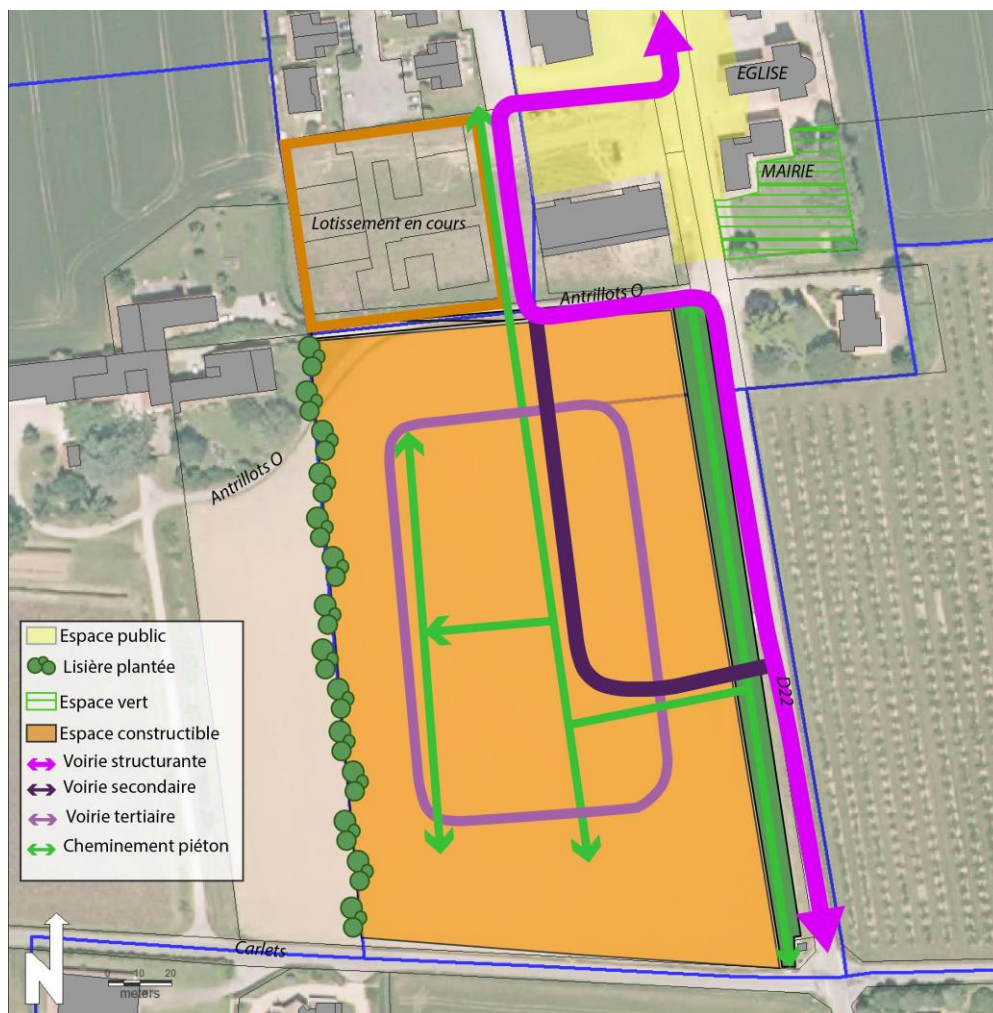 EGLISE
MAIRIE
Lotissement en cours
Antrillots O
Antrillots O
D22
Espace public
Lisière plantée
Espace vert
Espace constructible
Voirie structurante
Voirie secondaire
Voirie tertiaire
Cheminement piéton
Carlets
N
0 10 20
meters